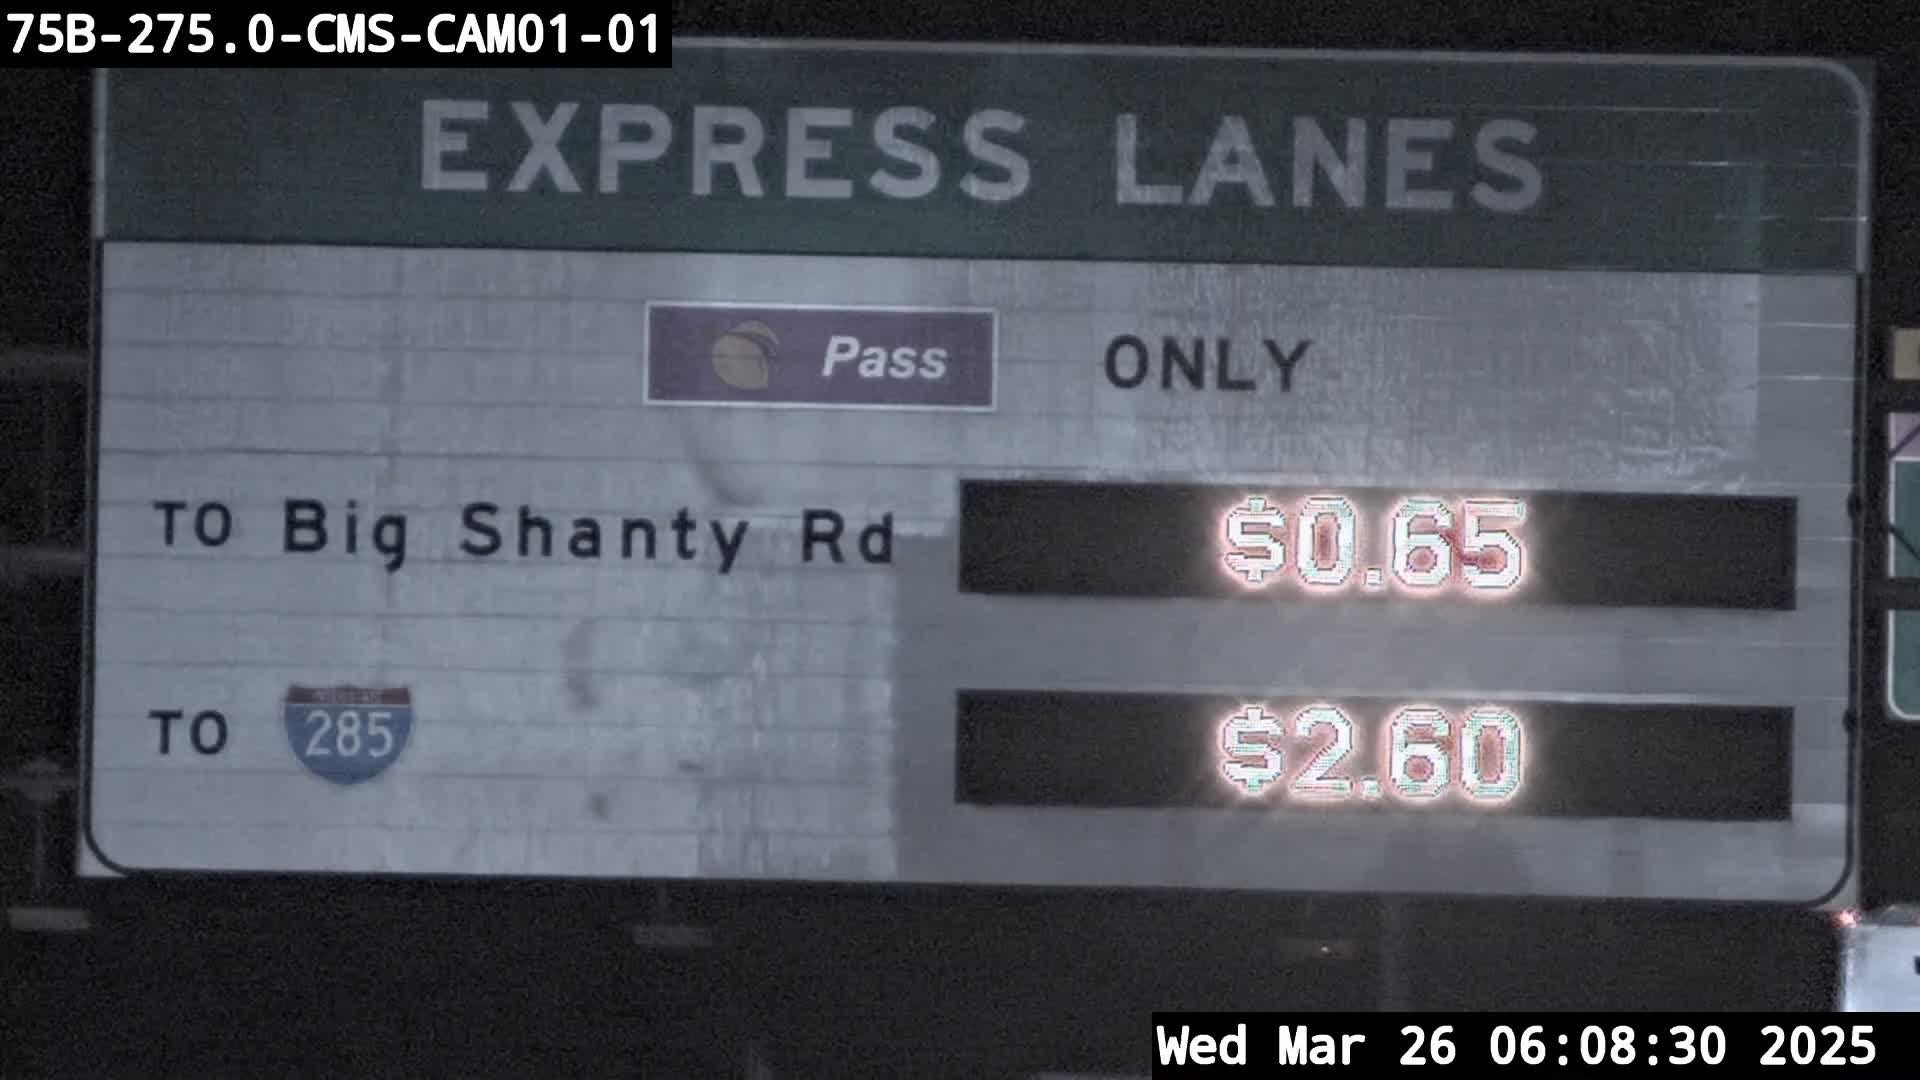 75B-275.0-CMS-CAM01-01
EXPRESS LANES
Pass ONLY
TO Big Shanty Rd $0.65
TO 285 $2.60
Wed Mar 26 06:08:30 2025